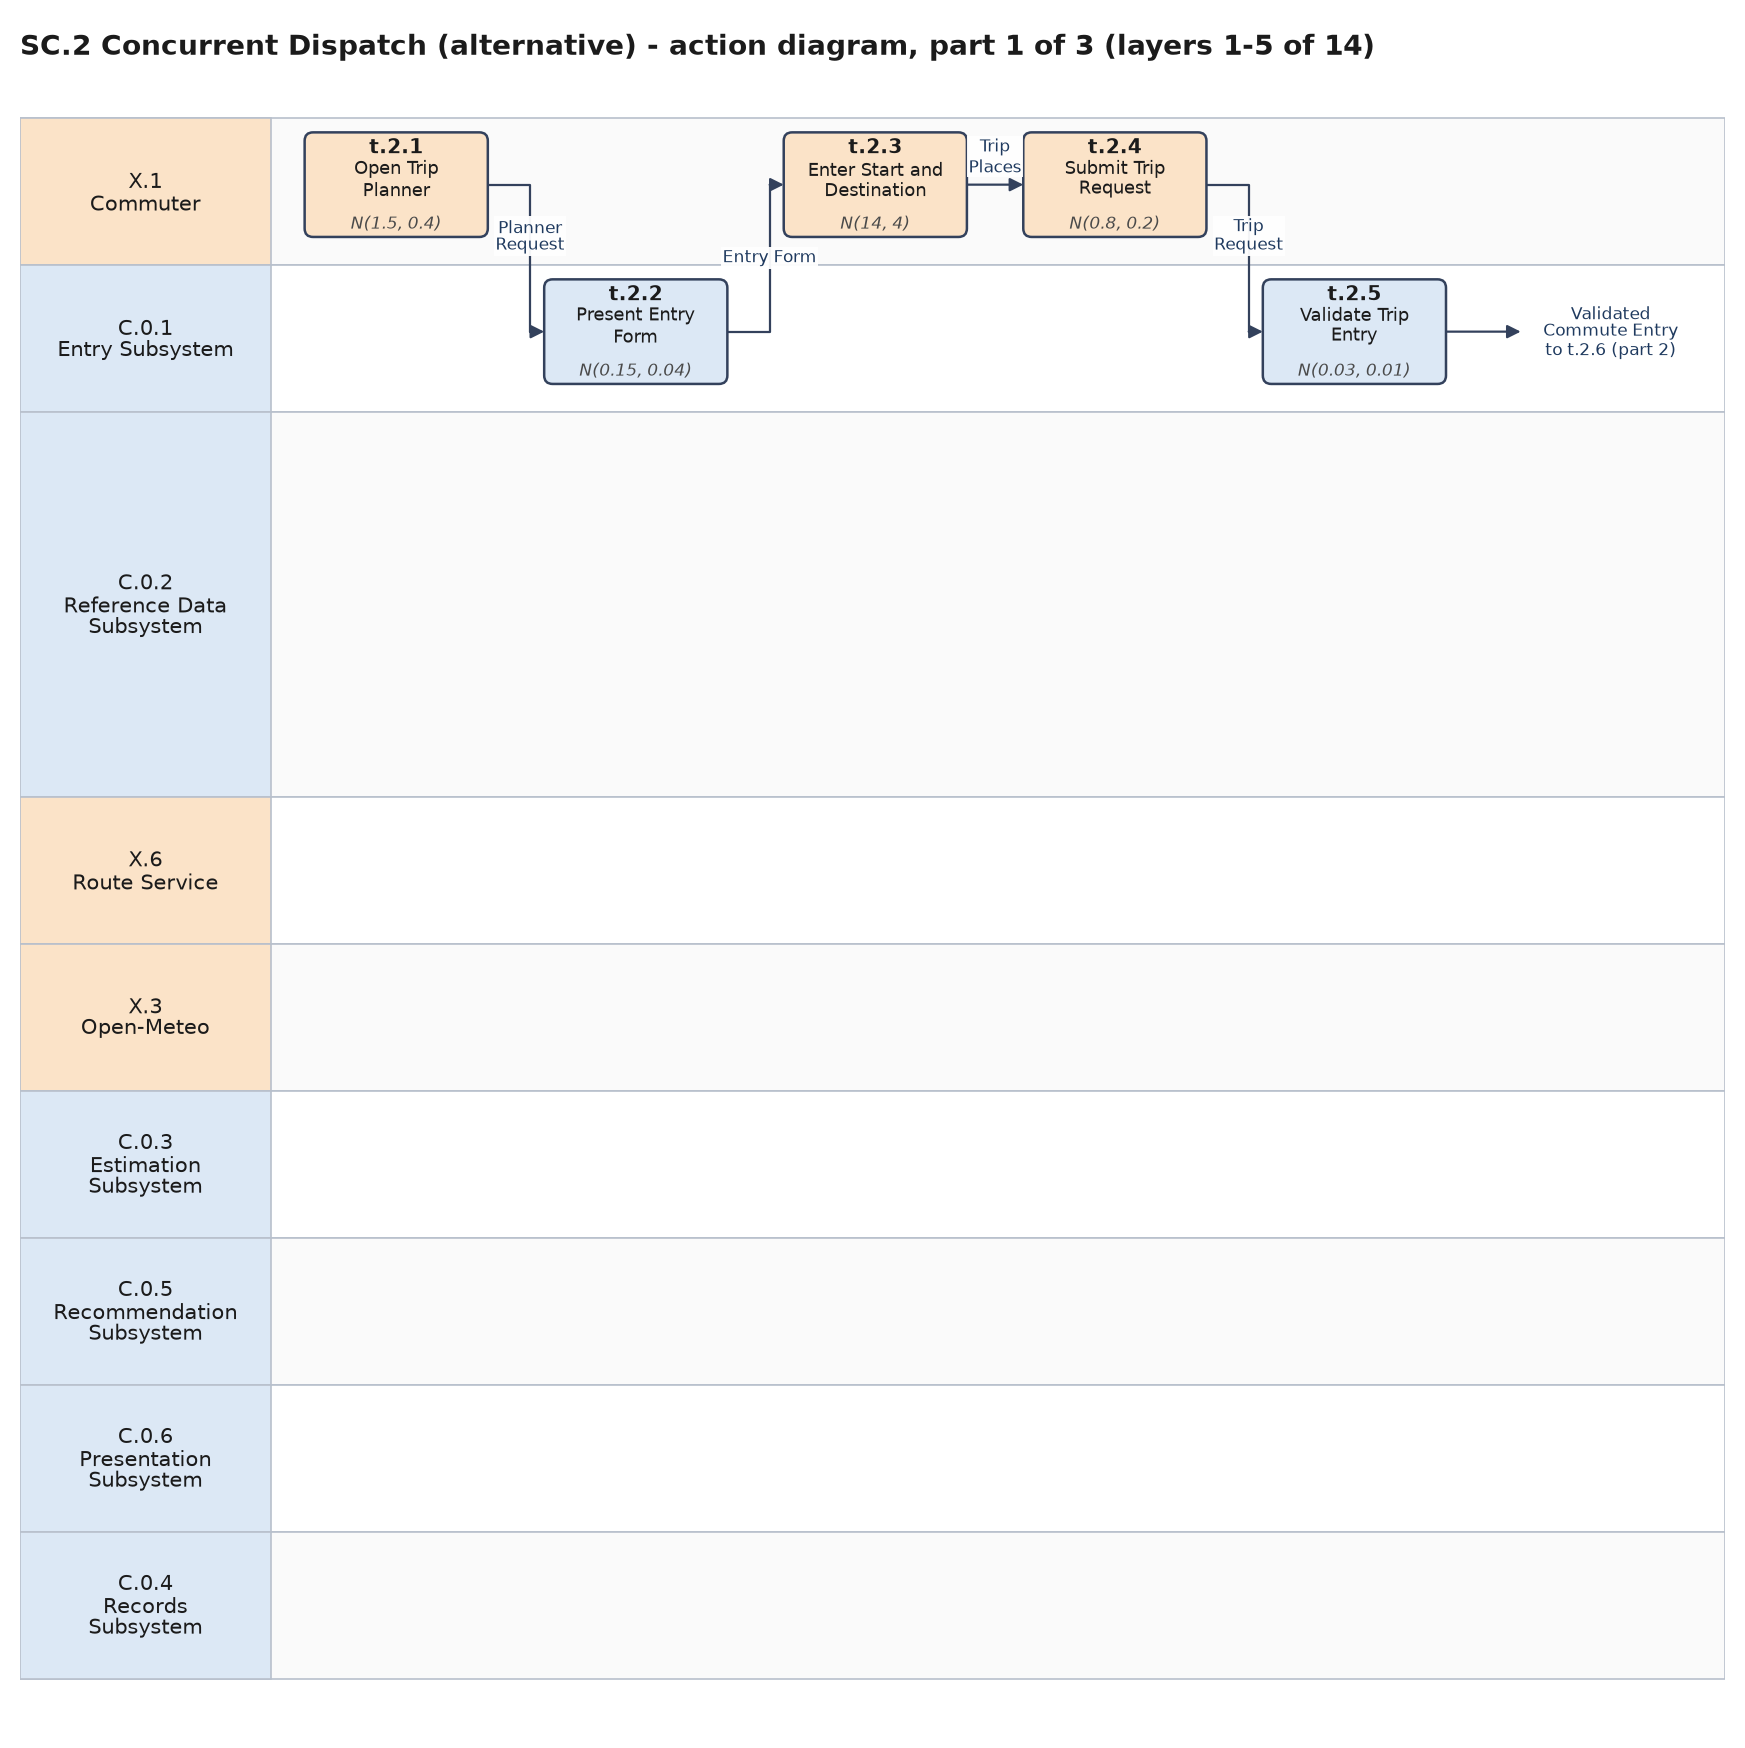 SC.2 Concurrent Dispatch (alternative) - action diagram, part 1 of 3 (layers 1-5 of 14)
X.1
Commuter
t.2.1
Open Trip
Planner
N(1.5, 0.4)
Planner
Request
t.2.3
Enter Start and
Destination
N(14, 4)
Trip
Places
t.2.4
Submit Trip
Request
N(0.8, 0.2)
Trip
Request
Entry Form
C.0.1
Entry Subsystem
t.2.2
Present Entry
Form
N(0.15, 0.04)
t.2.5
Validate Trip
Entry
N(0.03, 0.01)
Validated
Commute Entry
to t.2.6 (part 2)
C.0.2
Reference Data
Subsystem
X.6
Route Service
X.3
Open-Meteo
C.0.3
Estimation
Subsystem
C.0.5
Recommendation
Subsystem
C.0.6
Presentation
Subsystem
C.0.4
Records
Subsystem